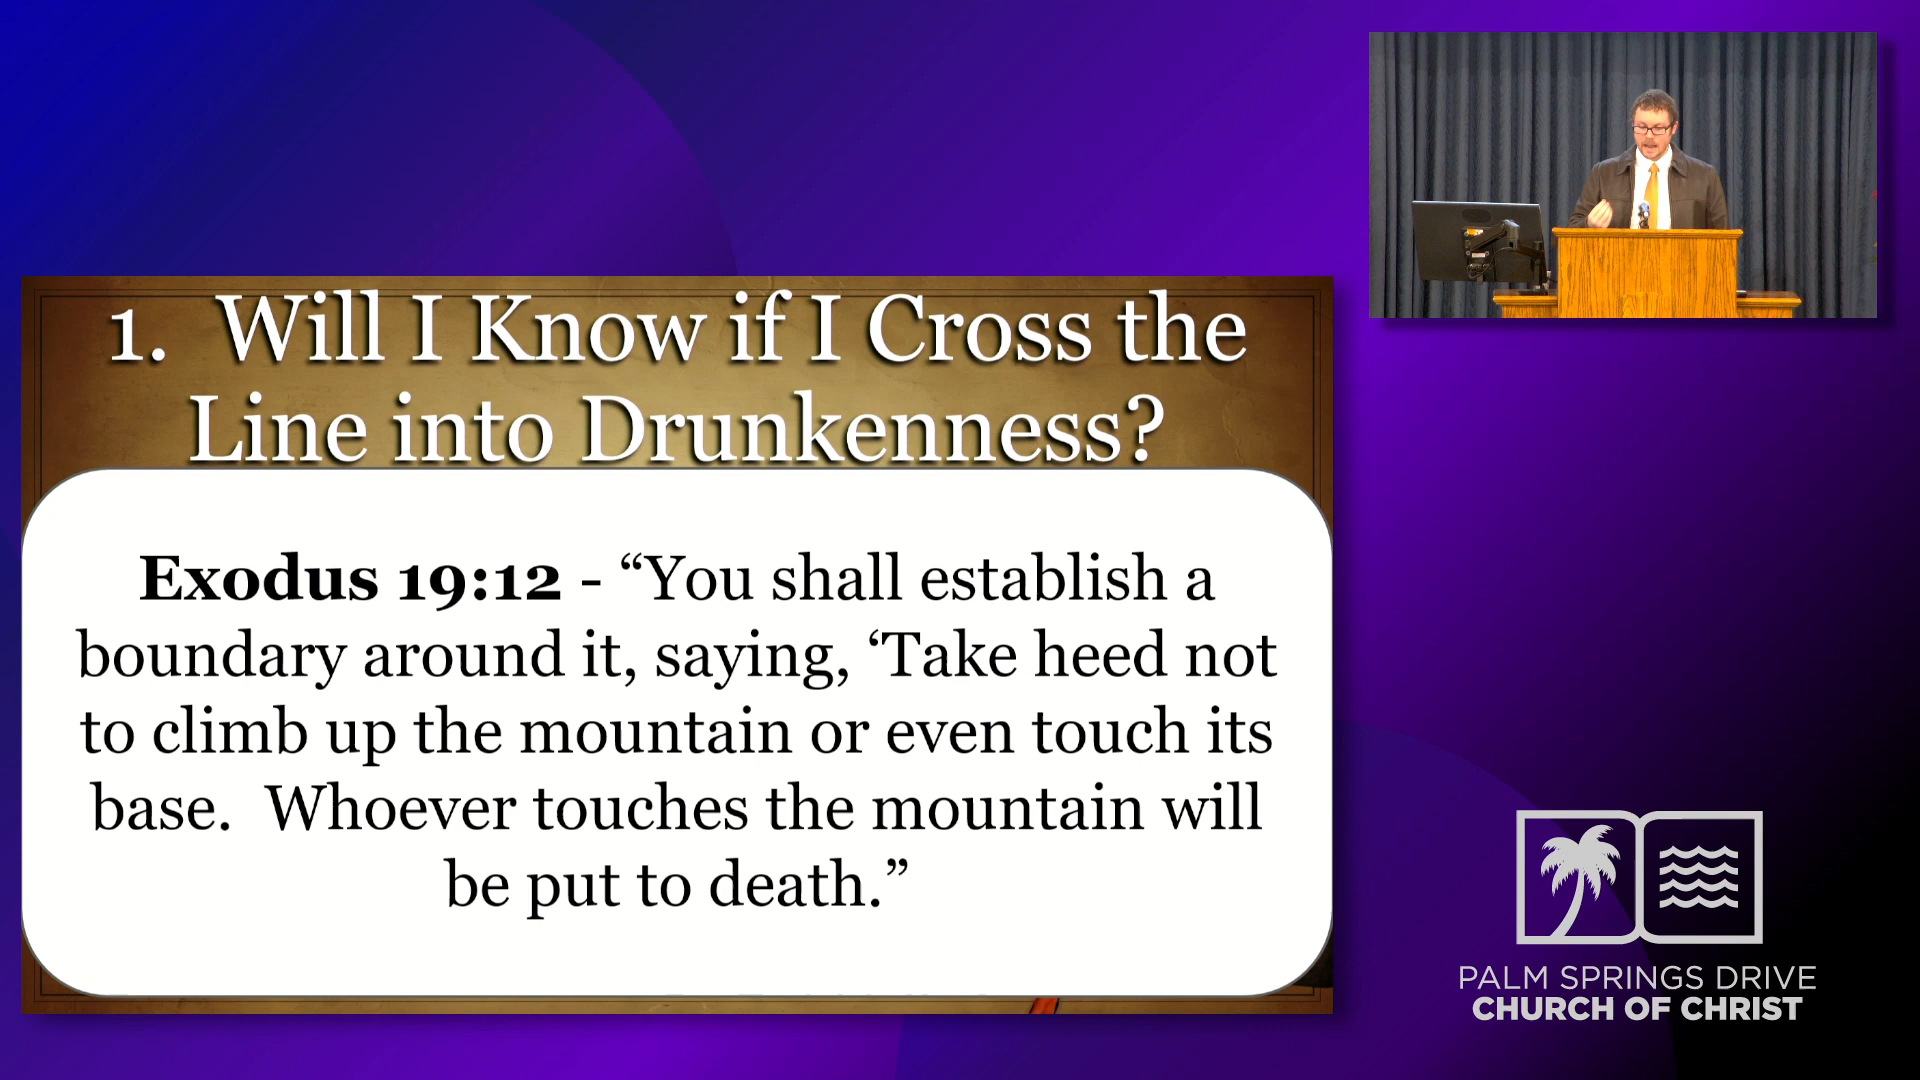 1.  Will I Know if I Cross the
Line into Drunkenness?
Exodus 19:12 - “You shall establish a
boundary around it, saying, ‘Take heed not
to climb up the mountain or even touch its
base.  Whoever touches the mountain will
be put to death.”
PALM SPRINGS DRIVE
CHURCH OF CHRIST